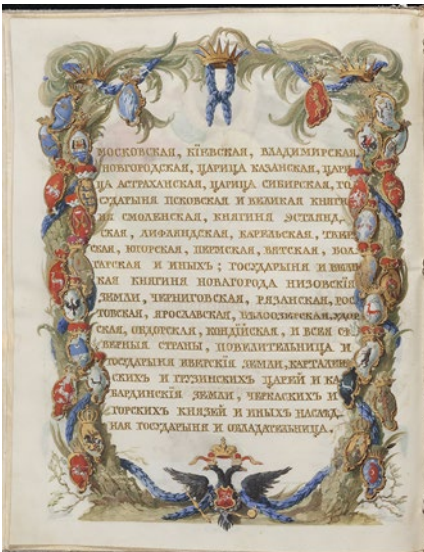 МОСКОВСКАЯ, КІЕВСКАЯ, ВЛАДИМИРСКАЯ,
НОВГОРОДСКАЯ, ЦАРИЦА КАЗАНСКАЯ, ЦАРИ
ЦА АСТРАХАНСКАЯ, ЦАРИЦА СИБИРСКАЯ, ГО
СУДАРЫНЯ ПСКОВСКАЯ И ВЕЛИКАЯ КНЯГИ
НЯ СМОЛЕНСКАЯ, КНЯГИНЯ ЭСТЛЯНД,
СКАЯ, ЛИФЛЯНДСКАЯ, КАРЕЛЬСКАЯ, ТВЕР
СКАЯ, ЮГОРСКАЯ, ПЕРМСКАЯ, ВЯТСКАЯ, БОЛ
ГАРСКАЯ И ИНЫХЪ; ГОСУДАРЫНЯ И ВЕЛИ
КАЯ КНЯГИНЯ НОВАГОРОДА НИЗОВСКІЯ
ЗЕМЛИ, ЧЕРНИГОВСКАЯ, РЯЗАНСКАЯ, РОС
ТОВСКАЯ, ЯРОСЛАВСКАЯ, БѢЛООЗЕРСКАЯ, УДОР
СКАЯ, ОБДОРСКАЯ, КОНДІЙСКАЯ, И ВСЕЯ СѢ
ВЕРНЫЯ СТРАНЫ, ПОВЕЛИТЕЛЬНИЦА И
ГОСУДАРЫНЯ ИВЕРСКІЯ ЗЕМЛИ, КАРТАЛИН
СКИХЪ И ГРУЗИНСКИХЪ ЦАРЕЙ И КА
БАРДИНСКІЯ ЗЕМЛИ, ЧЕРКАСКИХЪ И
ГОРСКИХЪ КНЯЗЕЙ И ИНЫХЪ НАСЛѢД,
НАЯ ГОСУДАРЫНЯ И ОБЛАДАТЕЛЬНИЦА.